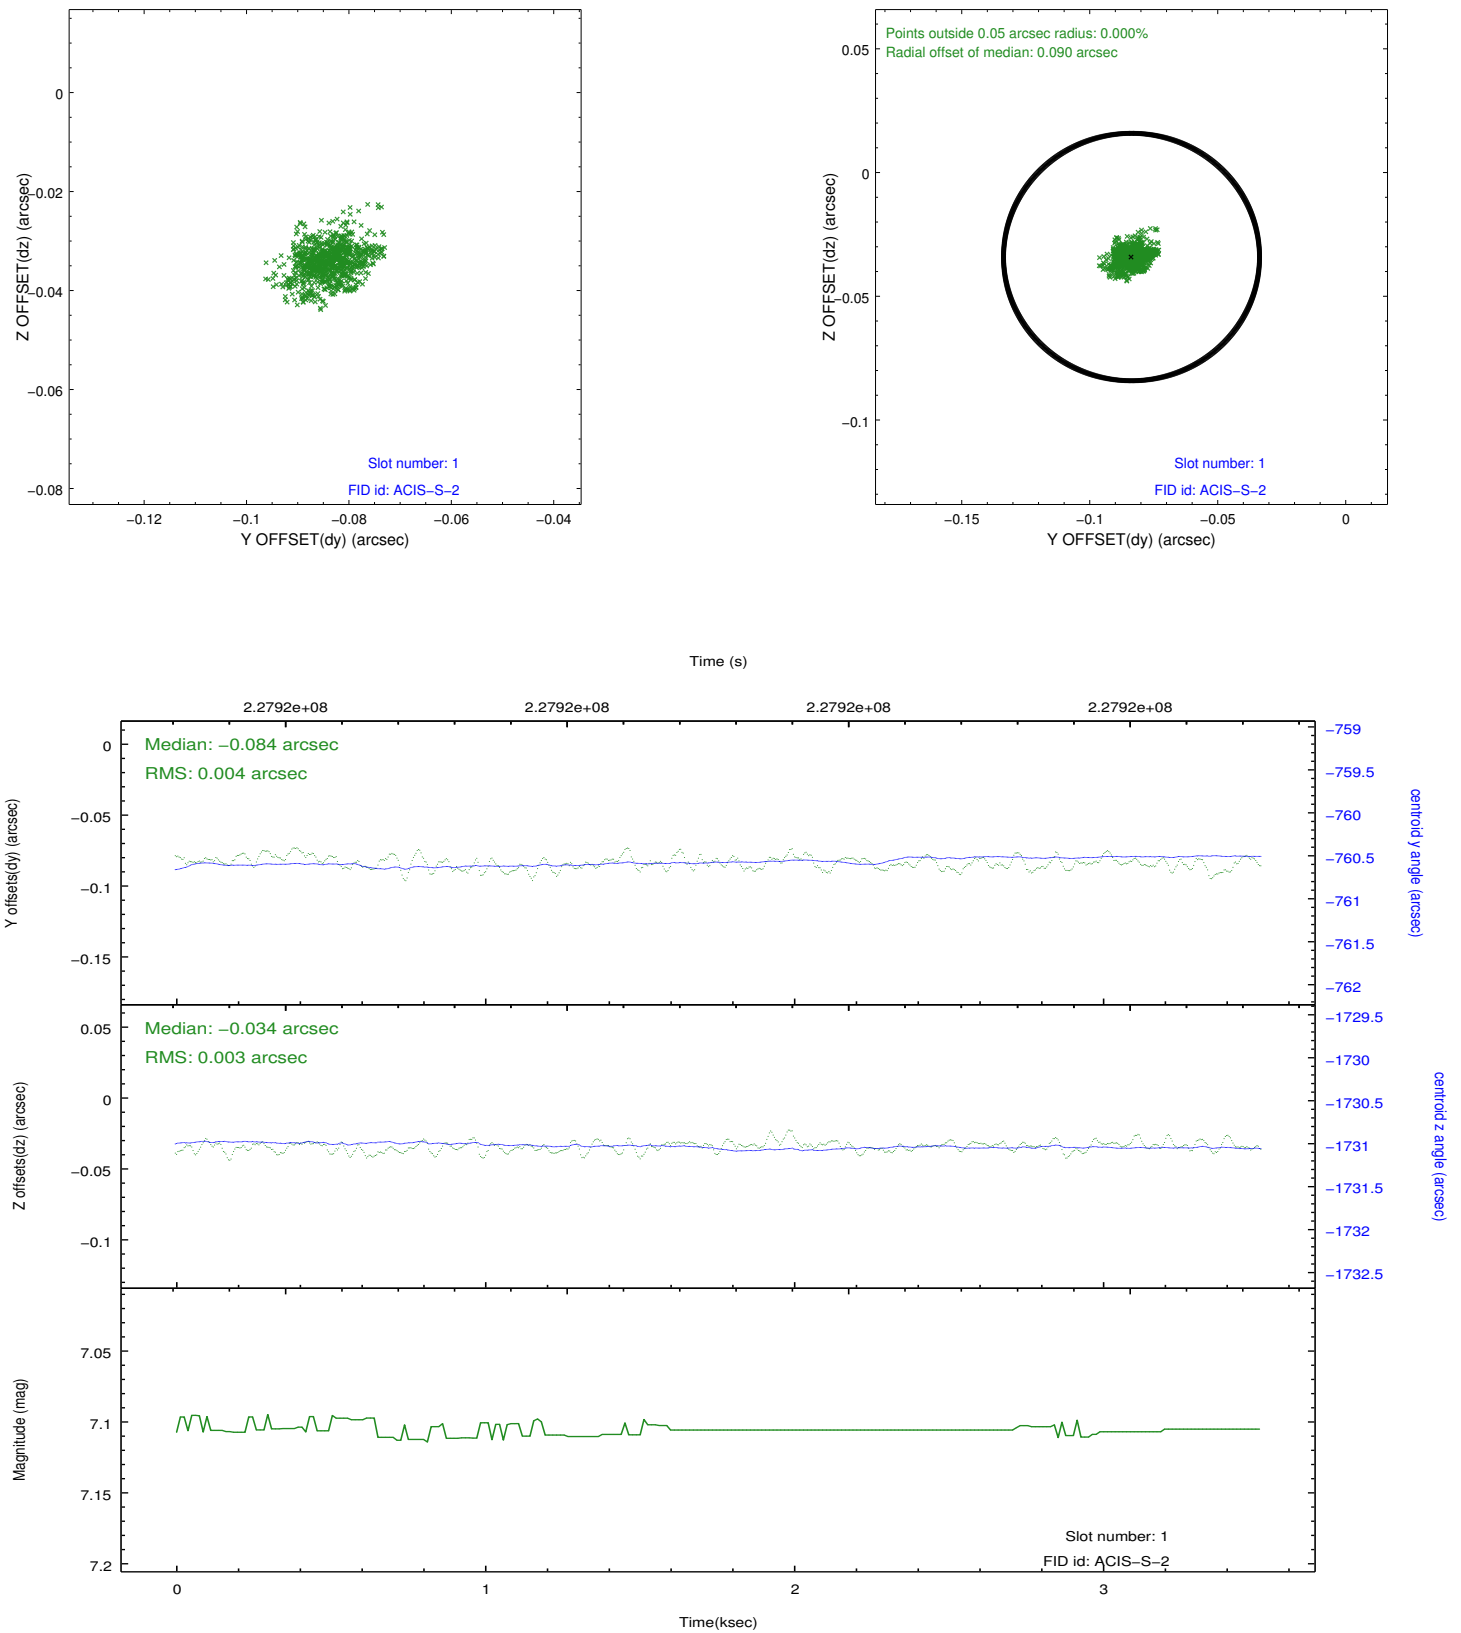 0
−0.02
−0.04
−0.06
−0.08
Z OFFSET(dz) (arcsec)
Slot number: 1
FID id: ACIS−S−2
−0.12
−0.1
−0.08
−0.06
−0.04
Y OFFSET(dy) (arcsec)
Points outside 0.05 arcsec radius: 0.000%
Radial offset of median: 0.090 arcsec
0.05
0
−0.05
−0.1
Z OFFSET(dz) (arcsec)
Slot number: 1
FID id: ACIS−S−2
−0.15
−0.1
−0.05
0
Y OFFSET(dy) (arcsec)
Time (s)
2.2792e+08
2.2792e+08
2.2792e+08
2.2792e+08
Median: −0.084 arcsec
RMS: 0.004 arcsec
0
−0.05
−0.1
−0.15
Y offsets(dy) (arcsec)
−759
−759.5
−760
−760.5
−761
−761.5
−762
centroid y angle (arcsec)
Median: −0.034 arcsec
RMS: 0.003 arcsec
0.05
0
−0.05
−0.1
Z offsets(dz) (arcsec)
−1729.5
−1730
−1730.5
−1731
−1731.5
−1732
−1732.5
centroid z angle (arcsec)
7.05
7.1
7.15
7.2
Magnitude (mag)
Slot number: 1
FID id: ACIS−S−2
0
1
2
3
Time(ksec)